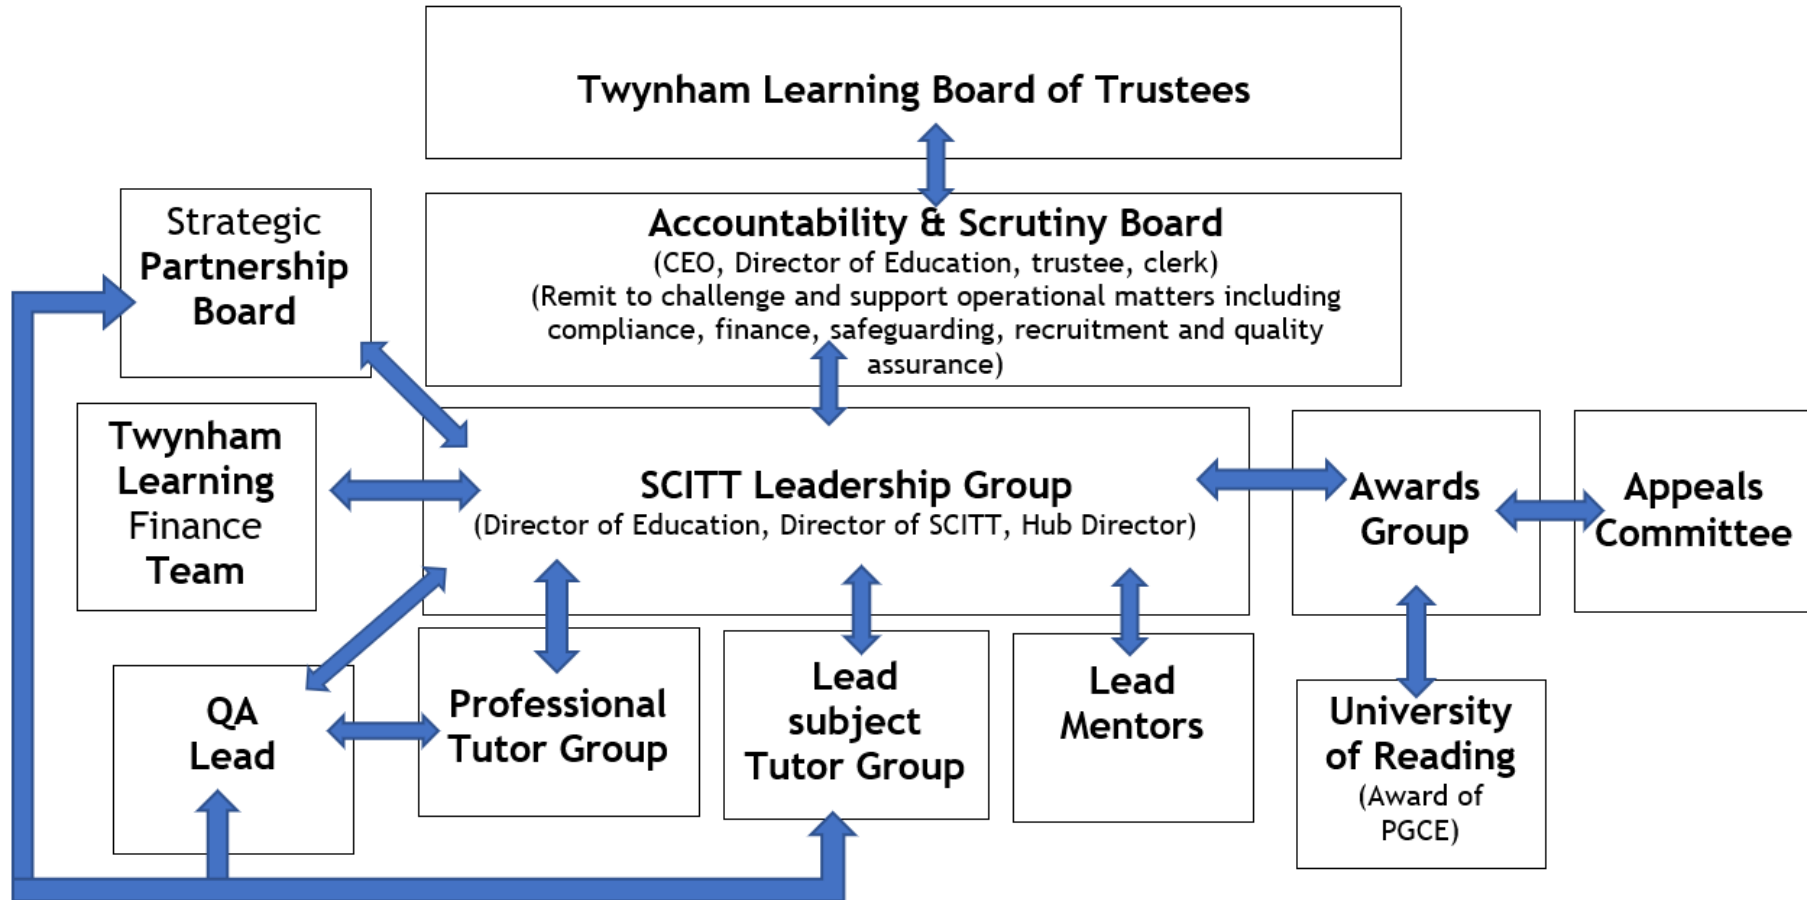 Twynham Learning Board of Trustees
Strategic
Partnership
Board
Accountability & Scrutiny Board
(CEO, Director of Education, trustee, clerk)
(Remit to challenge and support operational matters including
compliance, finance, safeguarding, recruitment and quality
assurance)
Twynham
Learning
Finance
Team
SCITT Leadership Group
(Director of Education, Director of SCITT, Hub Director)
Awards
Group
Appeals
Committee
QA
Lead
Professional
Tutor Group
Lead
subject
Tutor Group
Lead
Mentors
University
of Reading
(Award of
PGCE)